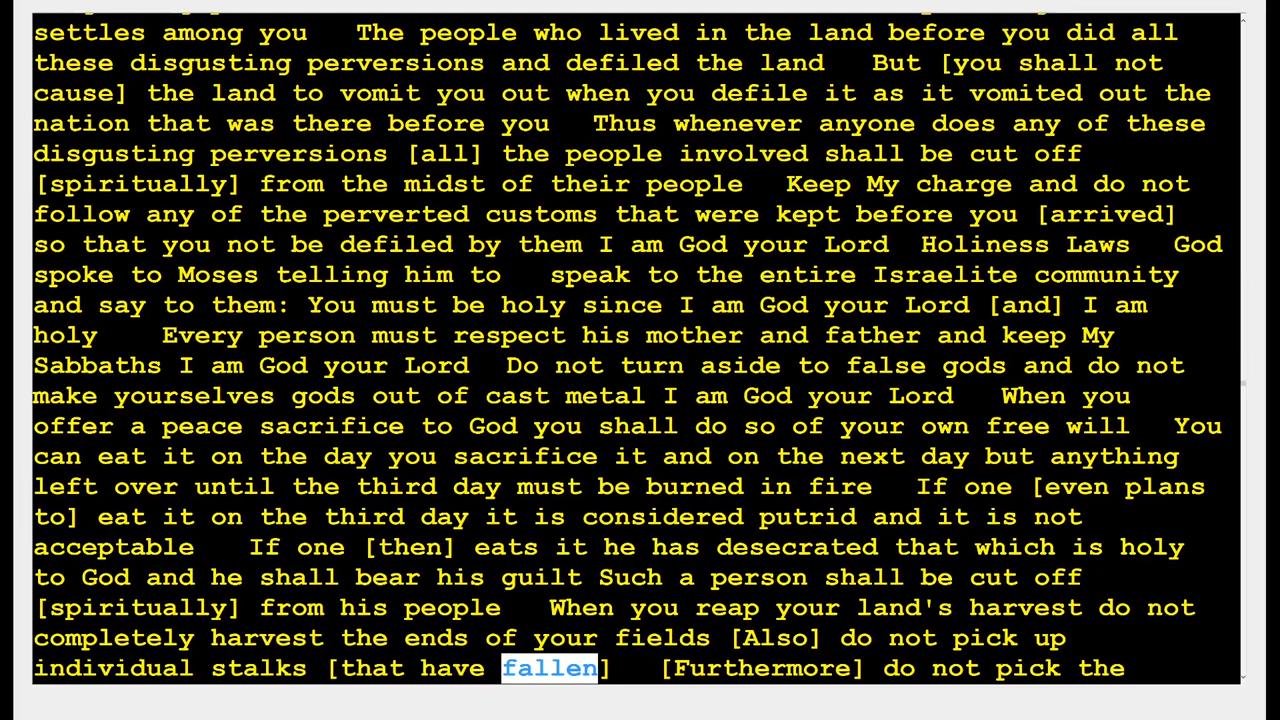 settles among you The people who lived in the land before you did all
these disgusting perversions and defiled the land But [you shall not
cause] the land to vomit you out when you defile it as it vomited out the
nation that was there before you Thus whenever anyone does any of these
disgusting perversions [all] the people involved shall be cut off
[spiritually] from the midst of their people Keep My charge and do not
follow any of the perverted customs that were kept before you [arrived]
so that you not be defiled by them I am God your Lord Holiness Laws God
spoke to Moses telling him to speak to the entire Israelite community
and say to them: You must be holy since I am God your Lord [and] I am
holy Every person must respect his mother and father and keep My
Sabbaths I am God your Lord Do not turn aside to false gods and do not
make yourselves gods out of cast metal I am God your Lord When you
offer a peace sacrifice to God you shall do so of your own free will You
can eat it on the day you sacrifice it and on the next day but anything
left over until the third day must be burned in fire If one [even plans
to] eat it on the third day it is considered putrid and it is not
acceptable If one [then] eats it he has desecrated that which is holy
to God and he shall bear his guilt Such a person shall be cut off
[spiritually] from his people When you reap your land's harvest do not
completely harvest the ends of your fields [Also] do not pick up
individual stalks [that have fallen] [Furthermore] do not pick the